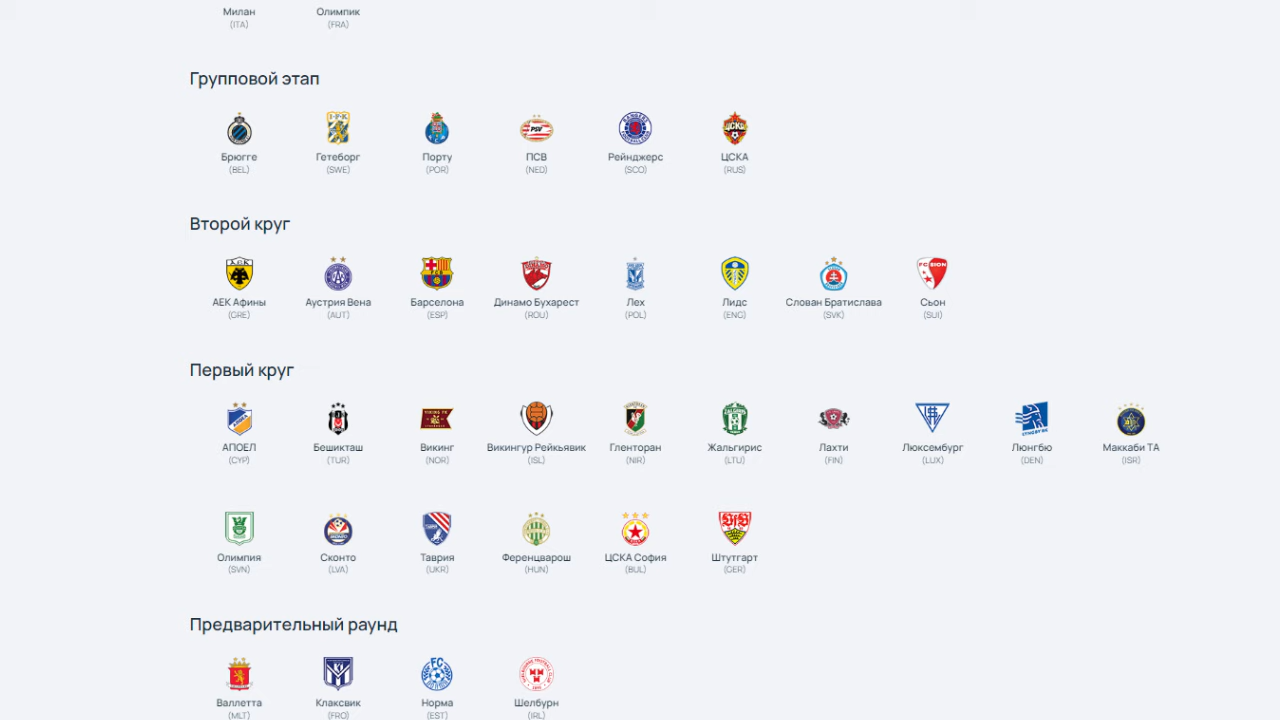 Милан Олимпик
(ITA) (FRA)
Групповой этап
Брюгге Гетеборг Порту ПСВ Рейнджерс ЦСКА
(BEL) (SWE) (POR) (NED) (SCO) (RUS)
Второй круг
АЕК Афины Аустрия Вена Барселона Динамо Бухарест Лех Лидс Слован Братислава Сьон
(GRE) (AUT) (ESP) (ROU) (POL) (ENG) (SVK) (SUI)
Первый круг
АПОЕЛ Бешикташ Викинг Викингур Рейкьявик Гленторан Жальгирис Лахти Люксембург Люнгбю Маккаби ТА
(CYP) (TUR) (NOR) (ISL) (NIR) (LTU) (FIN) (LUX) (DEN) (ISR)
Олимпия Сконто Таврия Ференцварош ЦСКА София Штутгарт
(SVN) (LVA) (UKR) (HUN) (BUL) (GER)
Предварительный раунд
Валлетта Клаксвик Норма Шелбурн
(MLT) (FRO) (EST) (IRL)